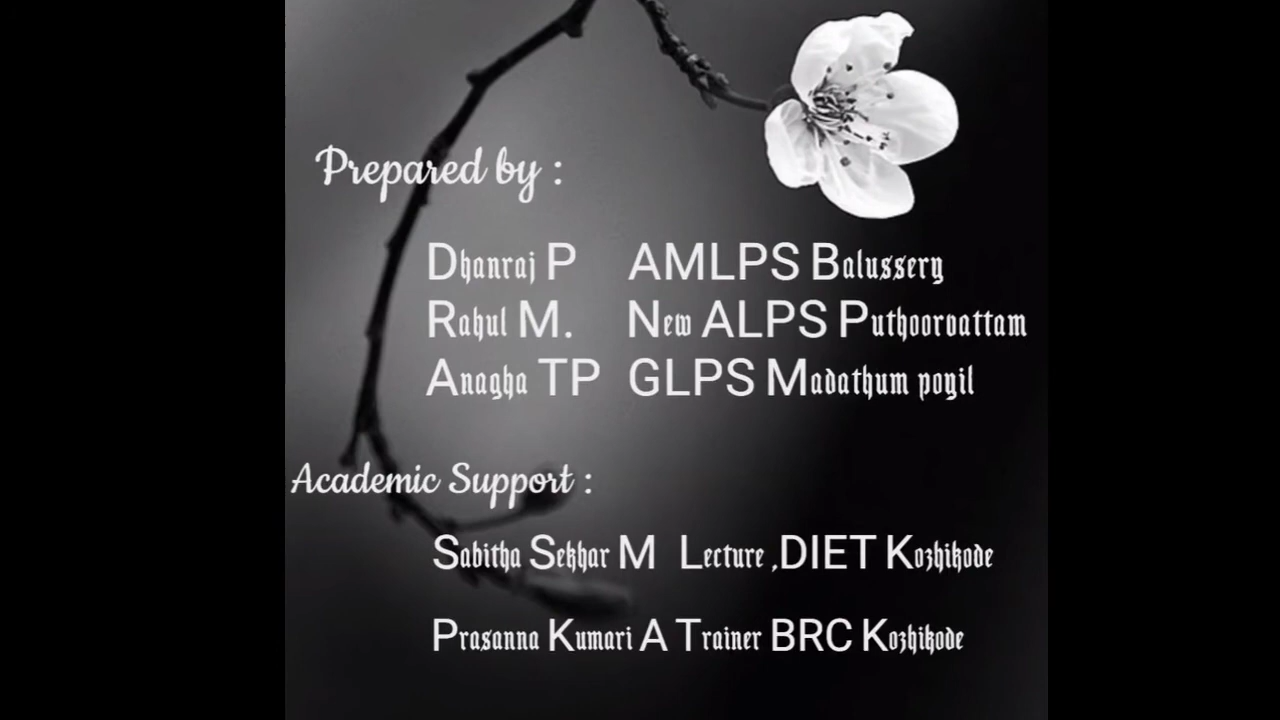 Prepared by :
Dhanraj P AMLPS Balussery
Rahul M. New ALPS Puthoorvattam
Anagha TP GLPS Madathum poyil
Academic Support :
Sabitha Sekhar M Lecture ,DIET Kozhikode
Prasanna Kumari A Trainer BRC Kozhikode